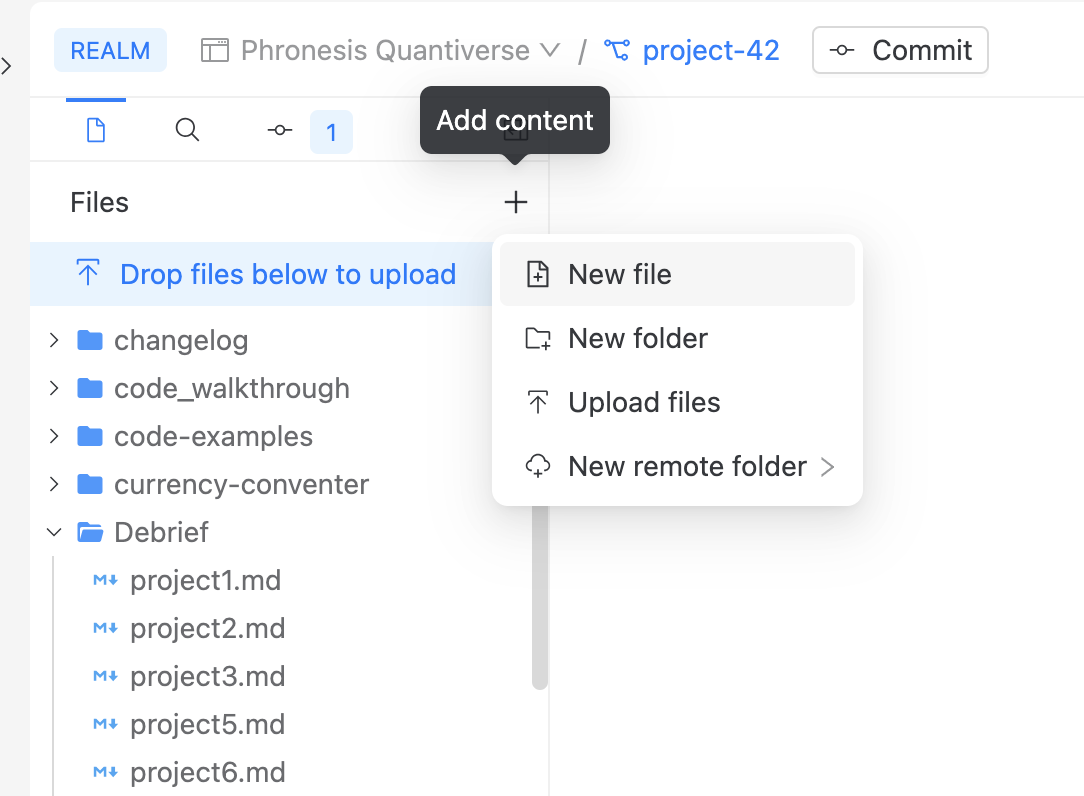 REALM Phronesis Quantiverse / project-42 Commit
1
Add content
Files
Drop files below to upload
New file
New folder
Upload files
New remote folder
changelog
code_walkthrough
code-examples
currency-conventer
Debrief
project1.md
project2.md
project3.md
project5.md
project6.md